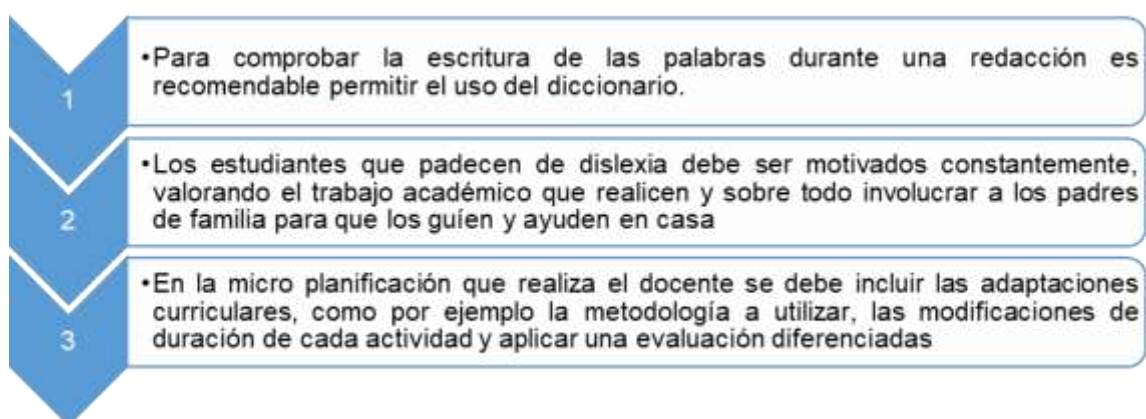 1
•Para comprobar la escritura de las palabras durante una redacción es
recomendable permitir el uso del diccionario.
2
•Los estudiantes que padecen de dislexia debe ser motivados constantemente,
valorando el trabajo académico que realicen y sobre todo involucrar a los padres
de familia para que los guíen y ayuden en casa
3
•En la micro planificación que realiza el docente se debe incluir las adaptaciones
curriculares, como por ejemplo la metodología a utilizar, las modificaciones de
duración de cada actividad y aplicar una evaluación diferenciadas